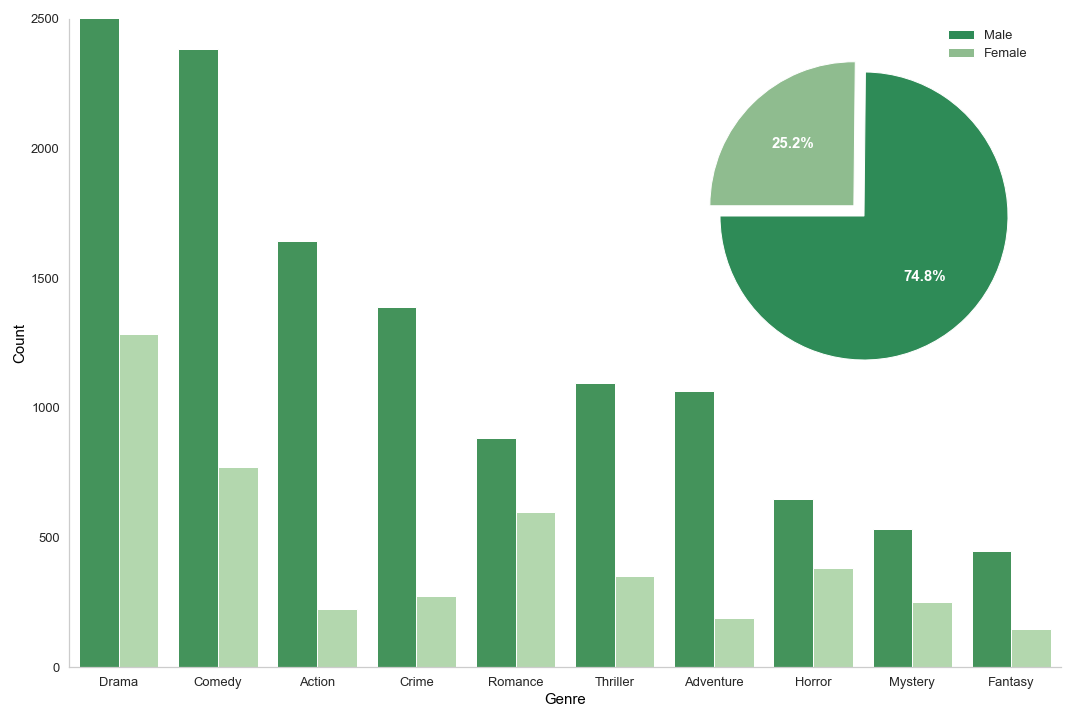 2500
2000
1500
1000
500
0
Count
Male
Female
25.2%
74.8%
Drama Comedy Action Crime Romance Thriller Adventure Horror Mystery Fantasy
Genre